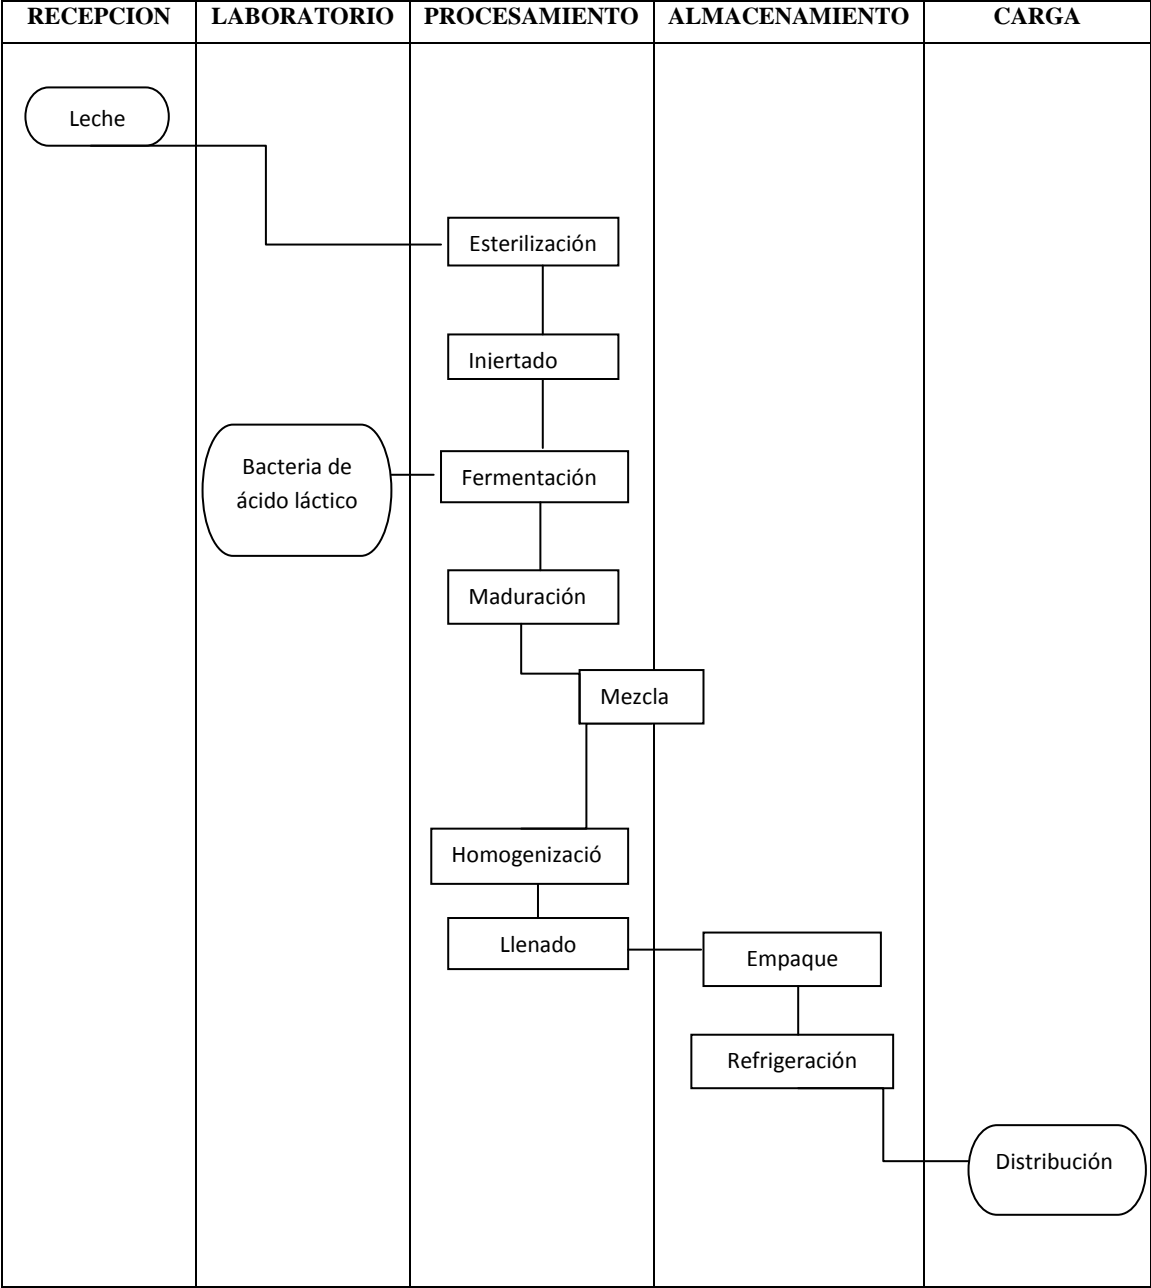 RECEPCION
LABORATORIO
PROCESAMIENTO
ALMACENAMIENTO
CARGA
Leche
Esterilización
Injertado
Bacteria de
ácido láctico
Fermentación
Maduración
Mezcla
Homogenizació
Llenado
Empaque
Refrigeración
Distribución